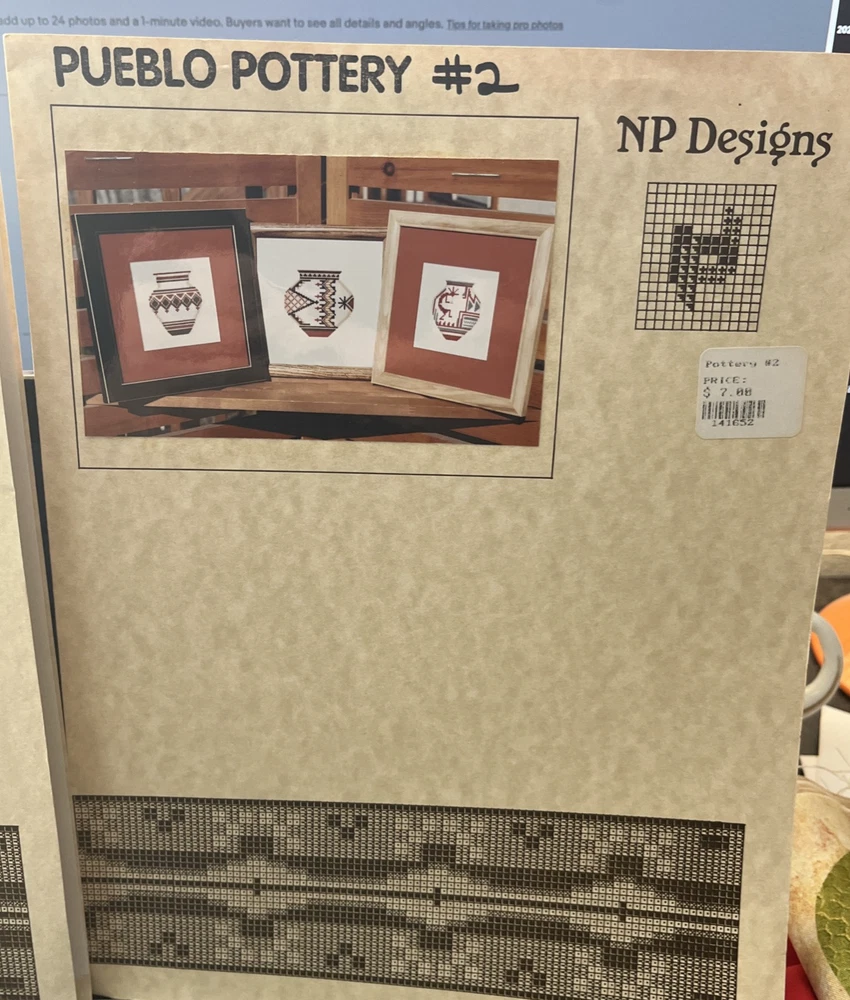 add up to 24 photos and a 1-minute video. Buyers want to see all details and angles. Tips for taking pro photos
PUEBLO POTTERY #2
NP Designs
Pottery #2
PRICE:
$ 7.00
141652